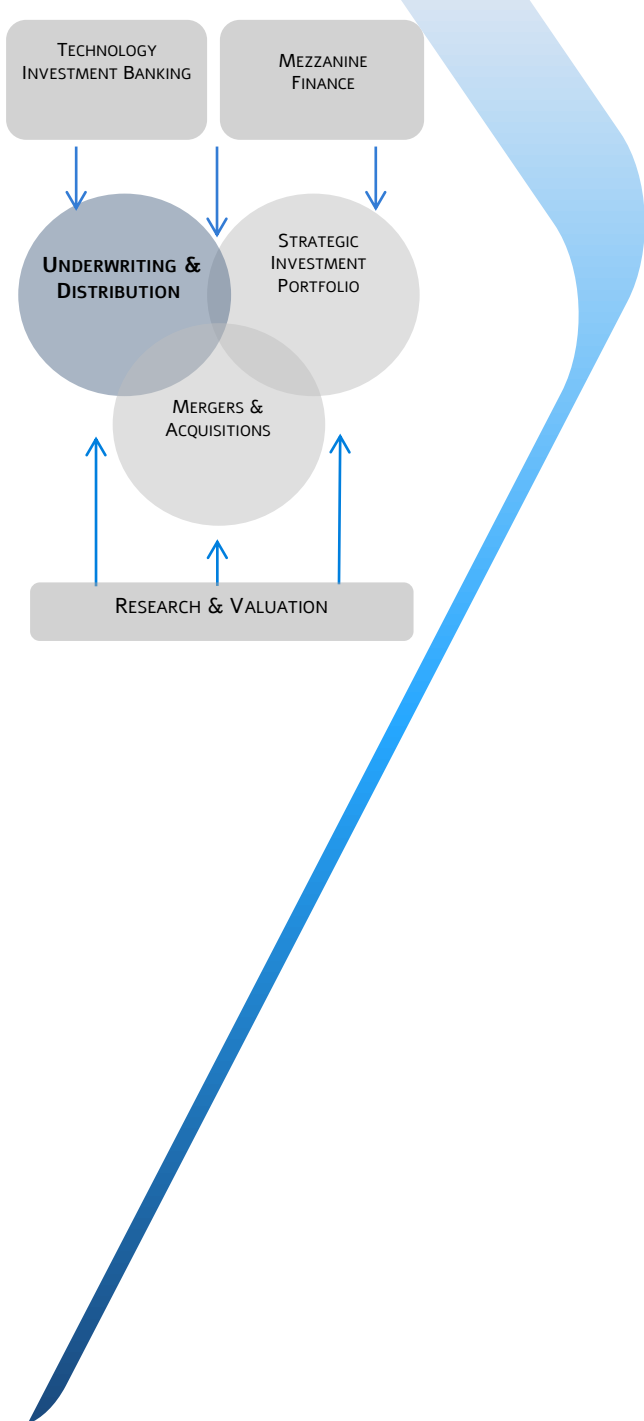 Technology
Investment Banking
Mezzanine
Finance
Underwriting &
Distribution
Strategic
Investment
Portfolio
Mergers &
Acquisitions
Research & Valuation